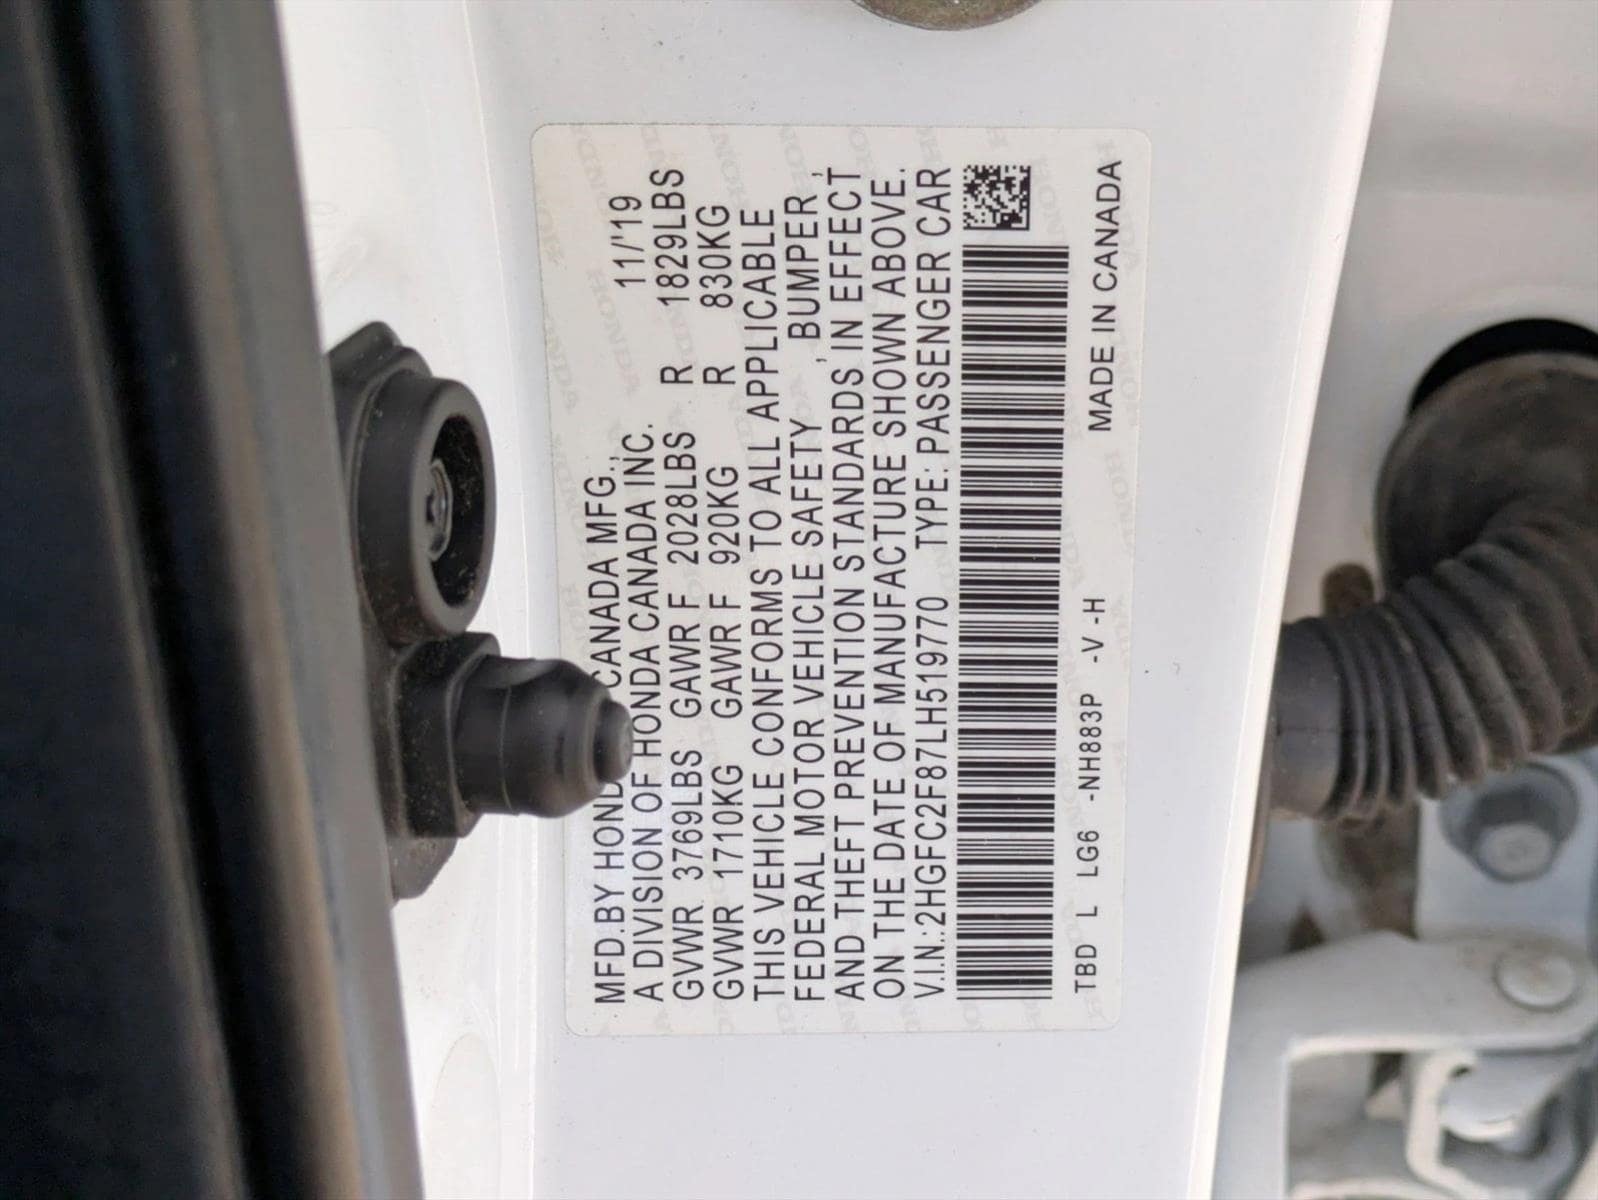 MFD.BY HONDA CANADA MFG., 11/'19
A DIVISION OF HONDA CANADA INC.
GVWR. 3769LBS GAWR F 2028LBS R 1829LBS
GVWR 1710KG GAWR F 920KG R 830KG
THIS VEHICLE CONFORMS TO ALL APPLICABLE
FEDERAL MOTOR VEHICLE SAFETY , BUMPER ,
AND THEFT PREVENTION STANDARDS IN EFFECT
ON THE DATE OF MANUFACTURE SHOWN ABOVE.
V.I.N.:2HGFC2F87LH519770 TYPE: PASSENGER CAR
TBD L LG6 -NH883P -V -H MADE IN CANADA